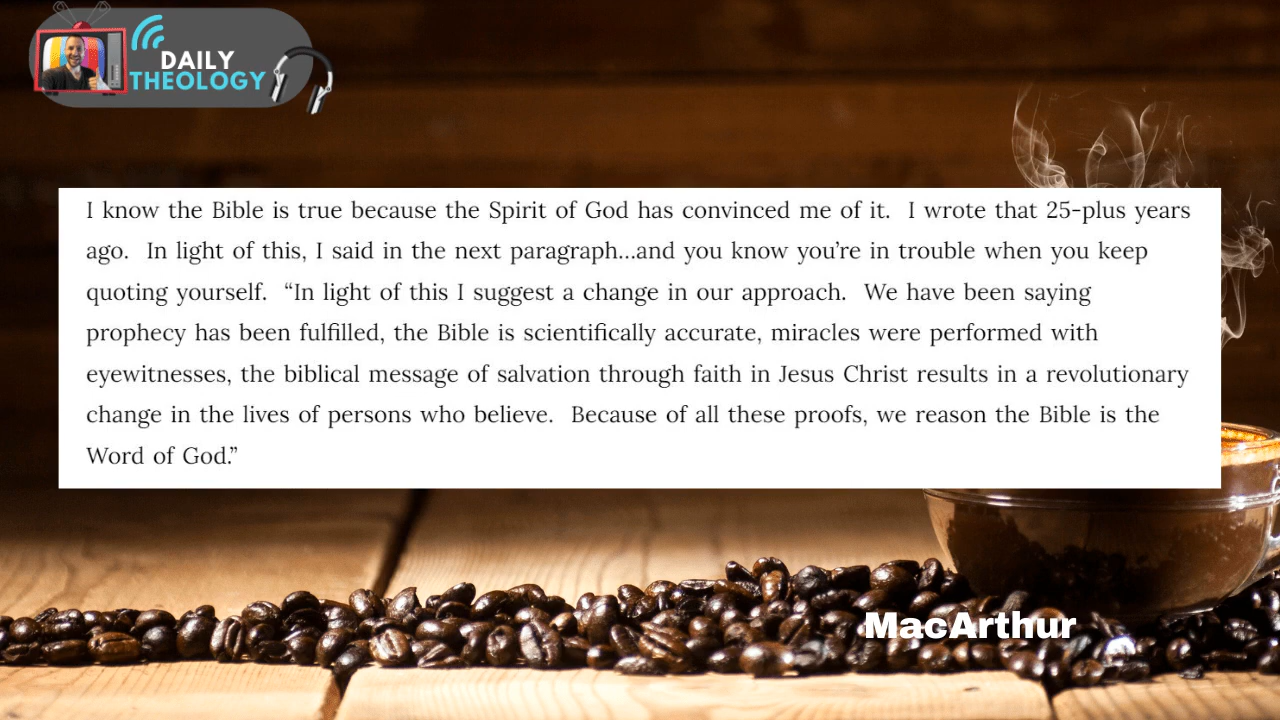 DAILY
THEOLOGY
I know the Bible is true because the Spirit of God has convinced me of it.  I wrote that 25-plus years
ago.  In light of this, I said in the next paragraph...and you know you’re in trouble when you keep
quoting yourself.  “In light of this I suggest a change in our approach.  We have been saying
prophecy has been fulfilled, the Bible is scientifically accurate, miracles were performed with
eyewitnesses, the biblical message of salvation through faith in Jesus Christ results in a revolutionary
change in the lives of persons who believe.  Because of all these proofs, we reason the Bible is the
Word of God.”
MacArthur